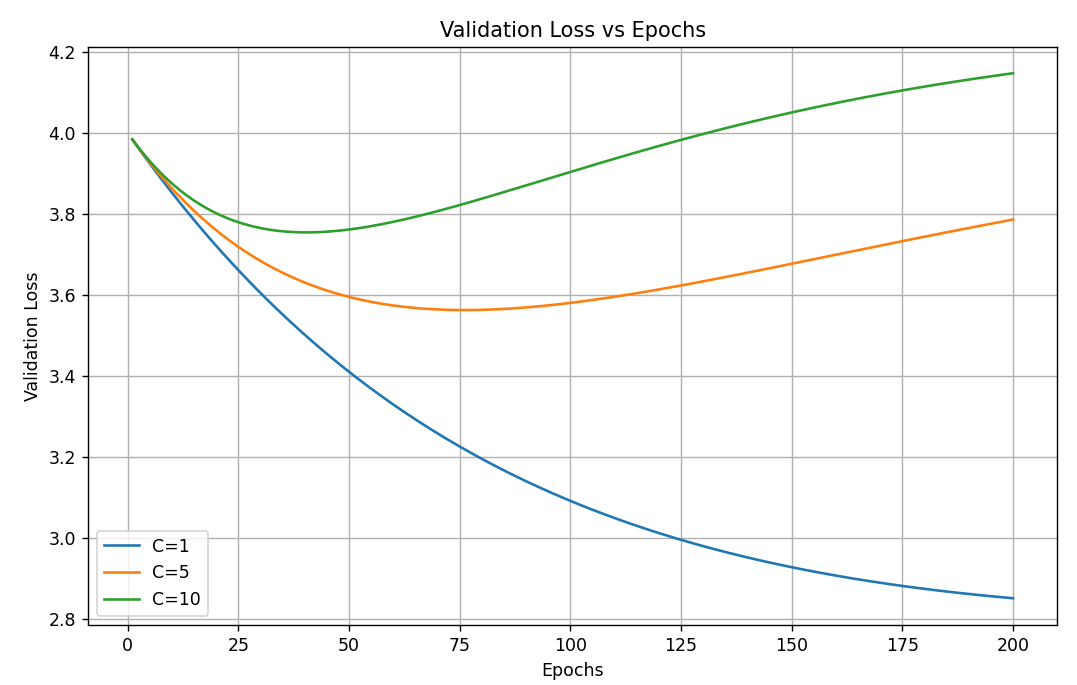 Validation Loss vs Epochs
Validation Loss
4.2
4.0
3.8
3.6
3.4
3.2
3.0
2.8
C=1
C=5
C=10
0 25 50 75 100 125 150 175 200
Epochs